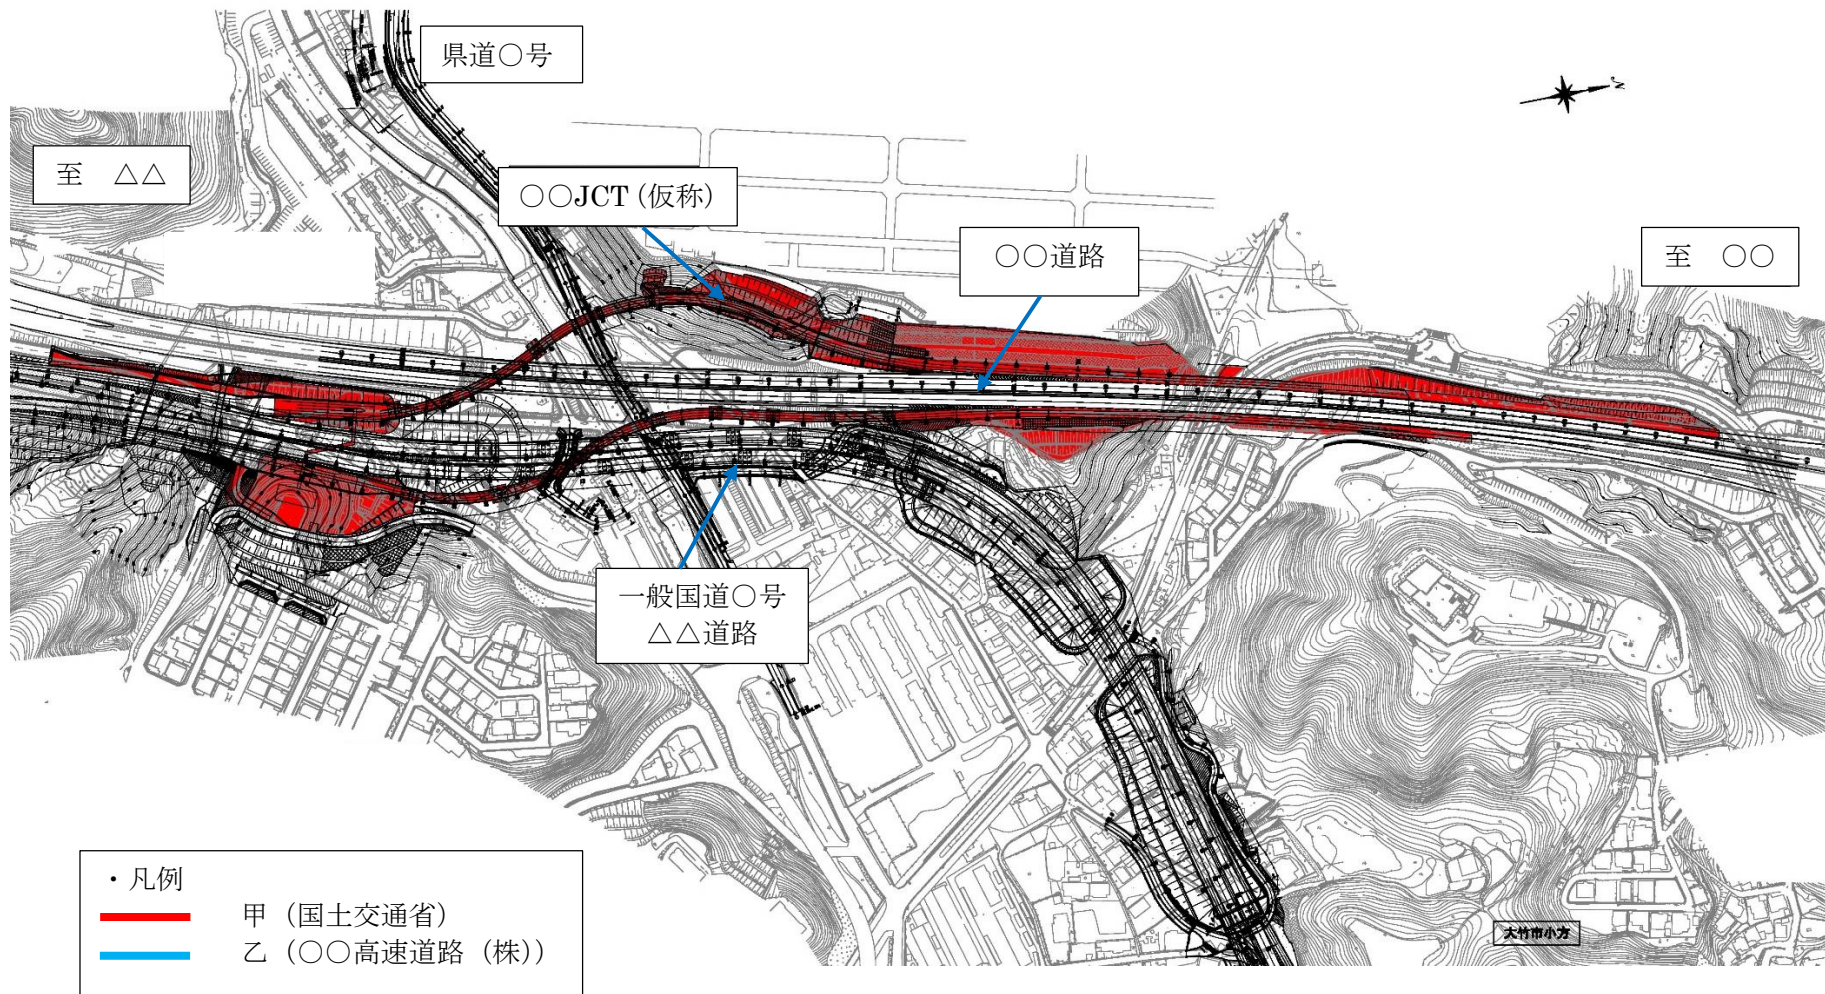 県道○号
至　△△
○○JCT（仮称）
○○道路
至　○○
一般国道○号
△△道路
・凡例
甲（国土交通省）
乙（○○高速道路（株））
大竹市小方